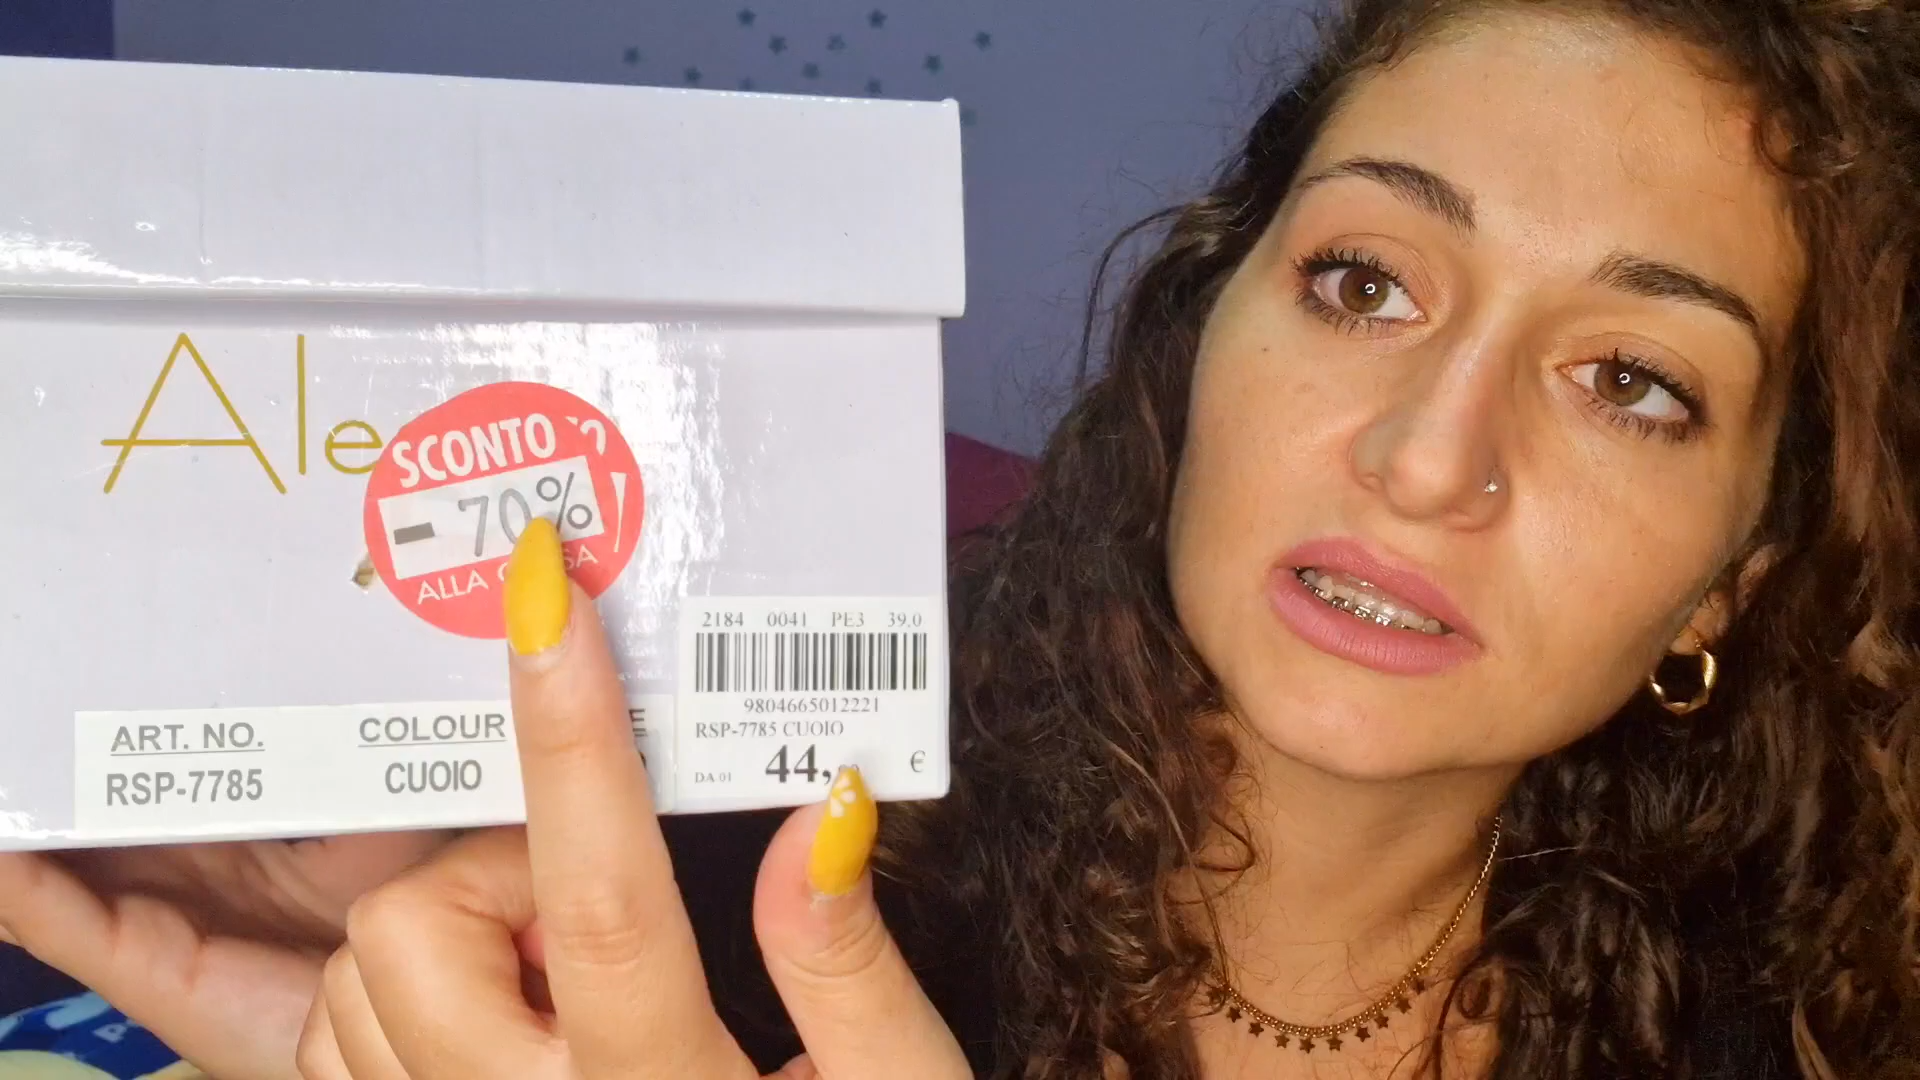 Ale
SCONTO
- 70%
ALLA
2184 0041 PE3 39.0
9804665012221
RSP-7785 CUOIO
DA 01 44, €
ART. NO. COLOUR
RSP-7785 CUOIO